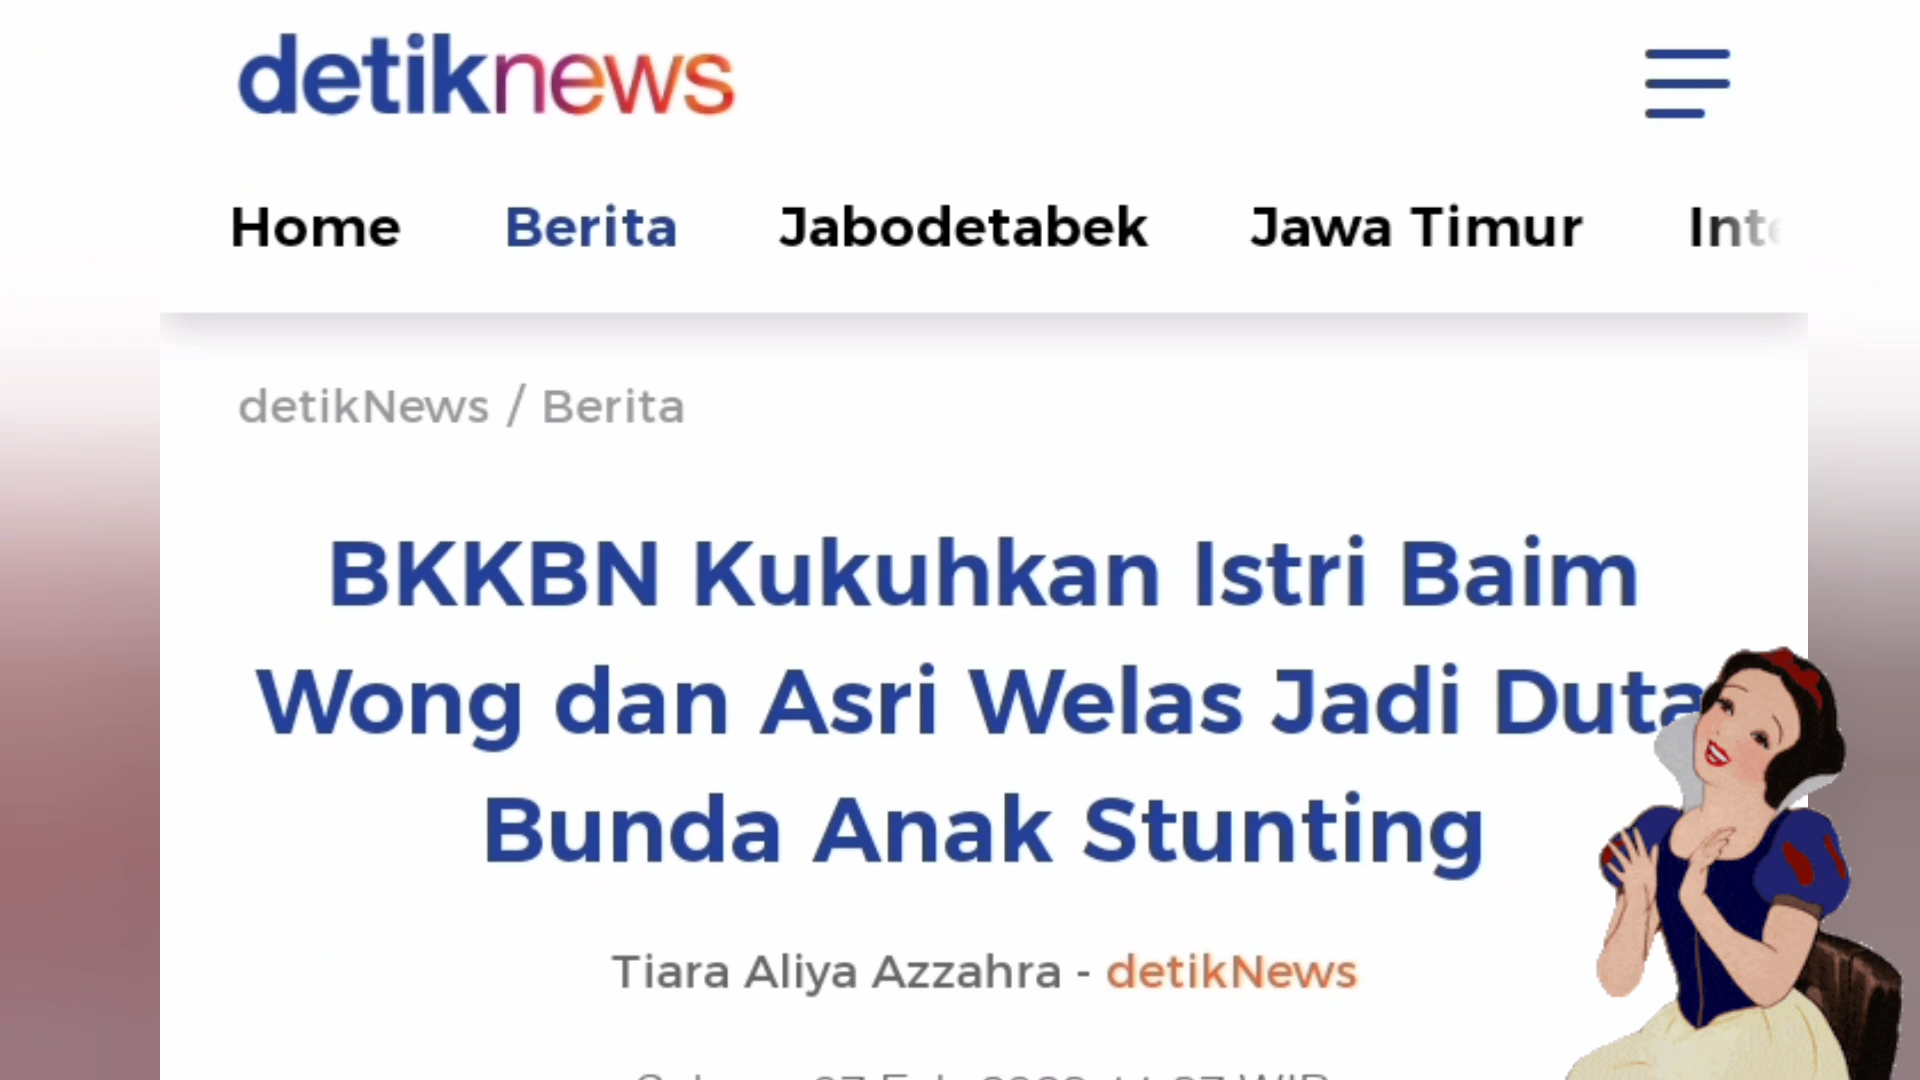 detiknews
Home Berita Jabodetabek Jawa Timur
detikNews / Berita
BKKBN Kukuhkan Istri Baim
Wong dan Asri Welas Jadi Duta
Bunda Anak Stunting
Tiara Aliya Azzahra - detikNews